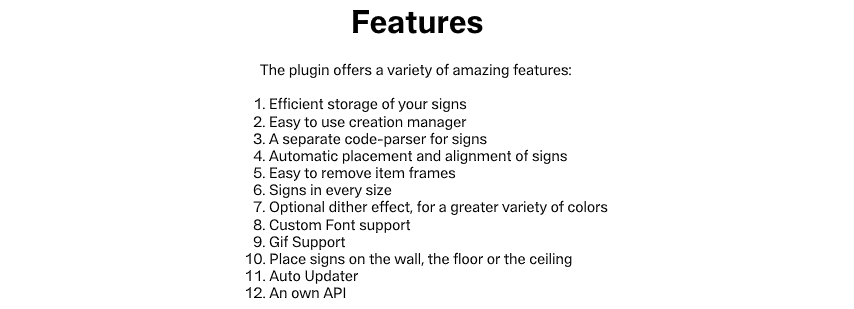 Features
The plugin offers a variety of amazing features:
1. Efficient storage of your signs
2. Easy to use creation manager
3. A separate code-parser for signs
4. Automatic placement and alignment of signs
5. Easy to remove item frames
6. Signs in every size
7. Optional dither effect, for a greater variety of colors
8. Custom Font support
9. Gif Support
10. Place signs on the wall, the floor or the ceiling
11. Auto Updater
12. An own API